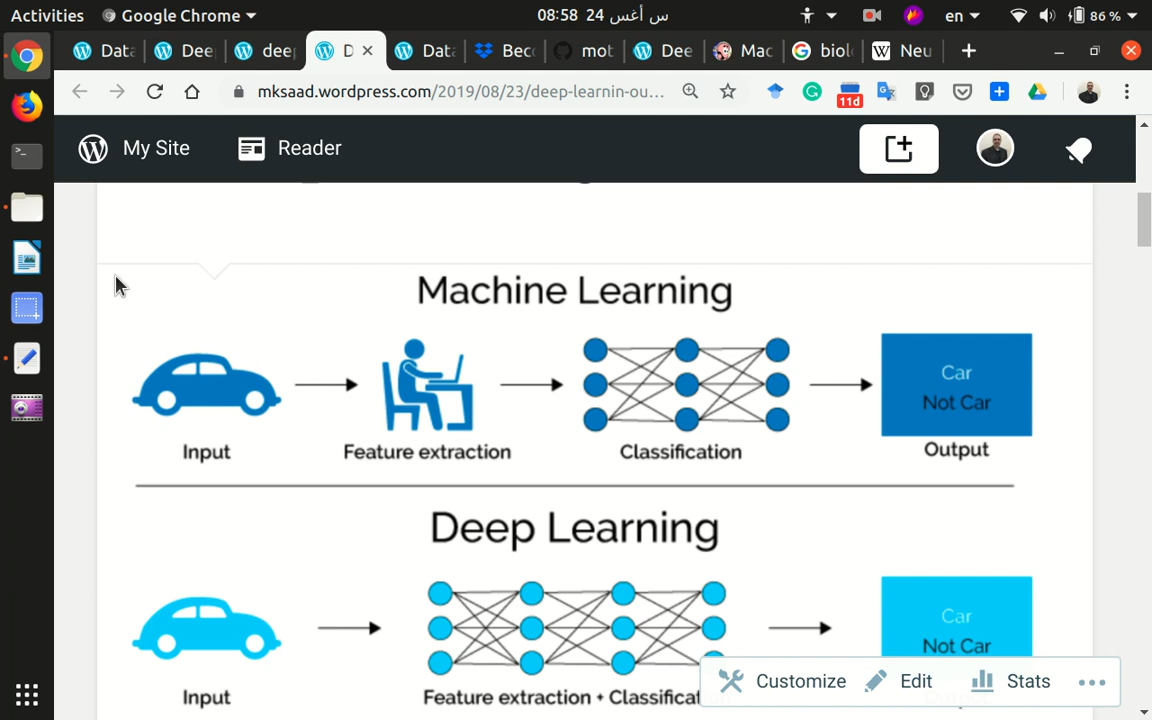 Activities Google Chrome 08:58 24 س أغس en 86 %
Data Dee dee D Data Bec mot Dee Mac biol Neu
mksaad.wordpress.com/2019/08/23/deep-learnin-ou...
11d
My Site Reader
Machine Learning
Car
Not Car
Input Feature extraction Classification Output
Deep Learning
Car
Not Car
Customize Edit Stats
Input Feature extraction + Classificat